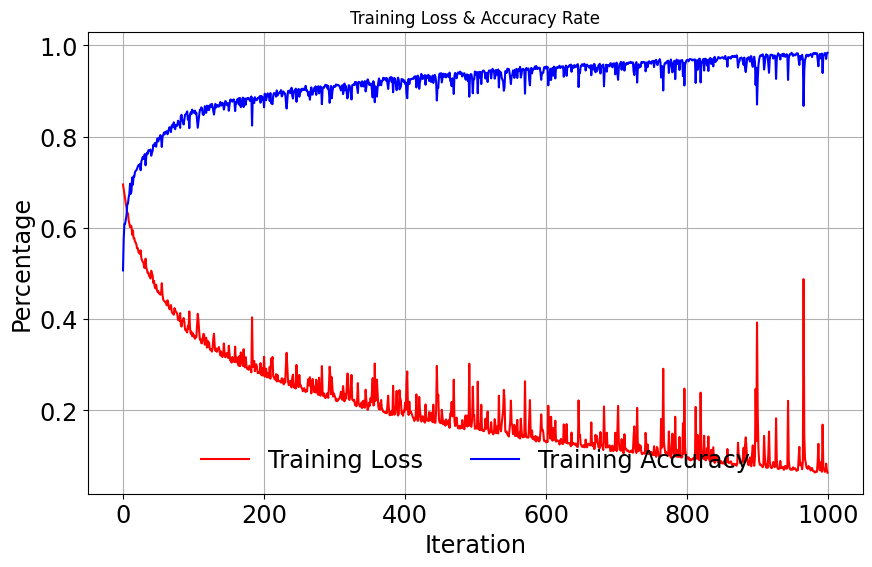 Training Loss & Accuracy Rate
1.0
0.8
0.6
0.4
0.2
Percentage
Training Loss
Training Accuracy
0
200
400
600
800
1000
Iteration